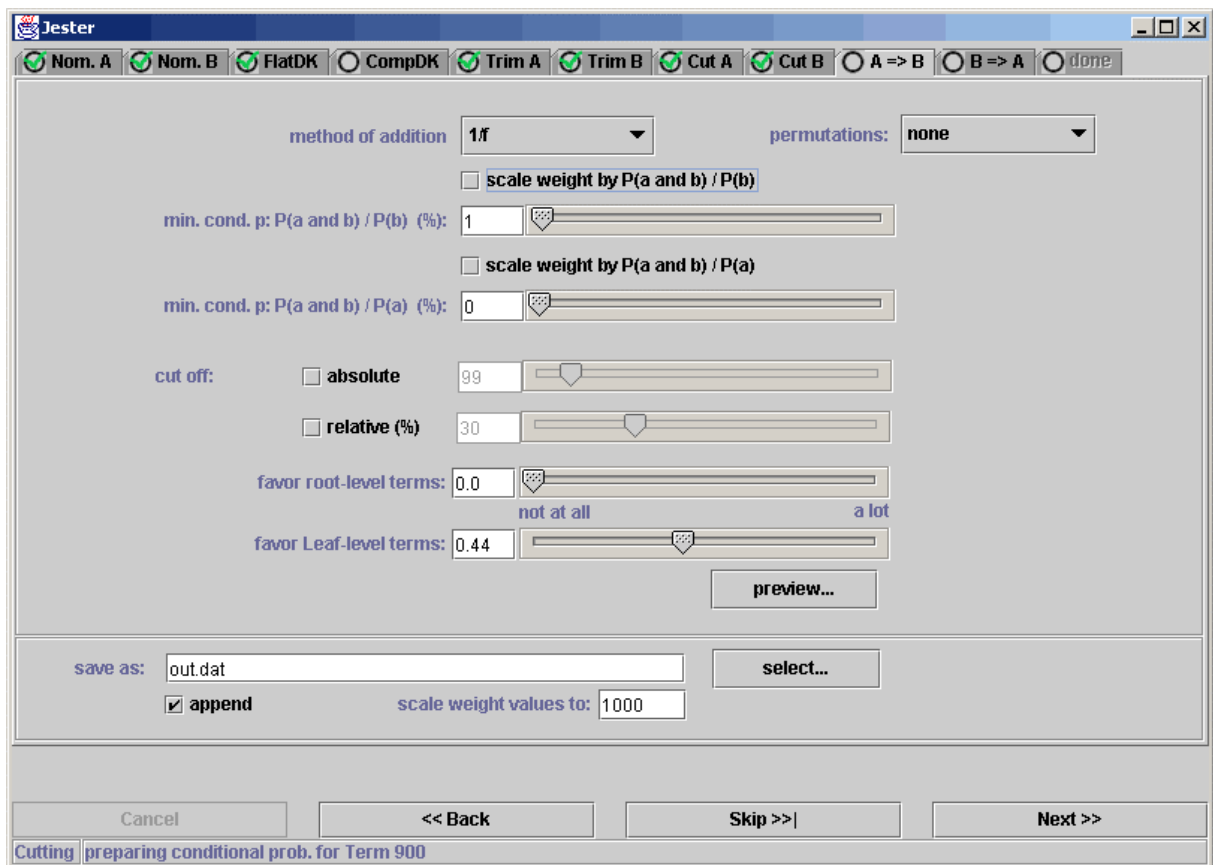 Jester
Nom. A Nom. B FlatDK CompDK Trim A Trim B Cut A Cut B A => B B => A done
method of addition 1/f permutations: none
scale weight by P(a and b) / P(b)
min. cond. p: P(a and b) / P(b) (%): 1
scale weight by P(a and b) / P(a)
min. cond. p: P(a and b) / P(a) (%): 0
cut off: absolute 99
relative (%) 30
favor root-level terms: 0.0
not at all a lot
favor Leaf-level terms: 0.44
preview...
save as: out.dat select...
append scale weight values to: 1000
Cancel << Back Skip >>| Next >>
Cutting preparing conditional prob. for Term 900